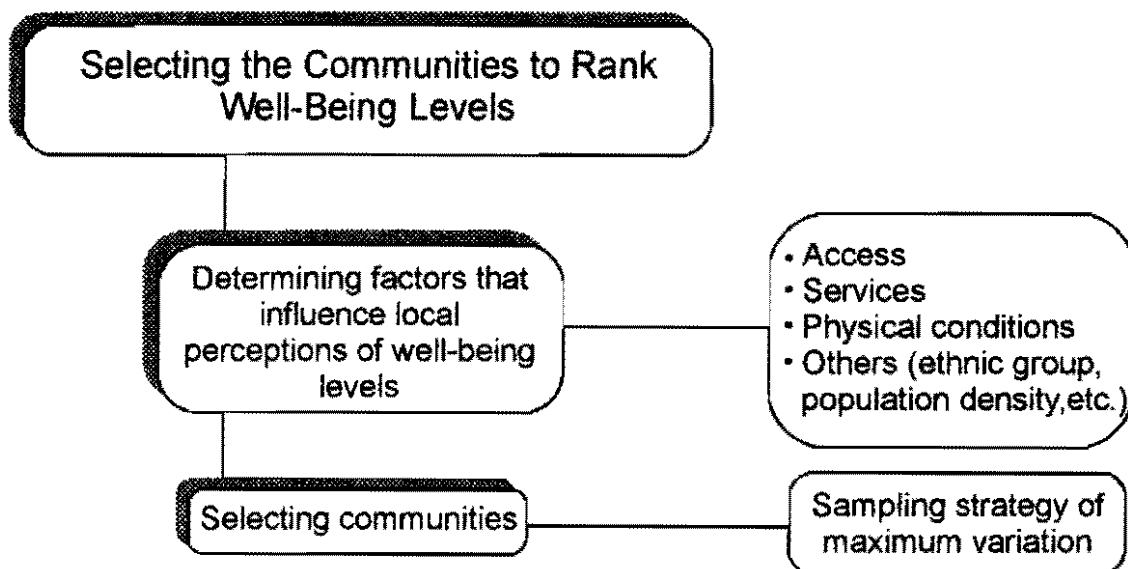 Selecting the Communities to Rank
Well-Being Levels
Determining factors that
influence local
perceptions of well-being
levels
• Access
• Services
• Physical conditions
• Others (ethnic group,
population density,etc.)
Selecting communities
Sampling strategy of
maximum variation